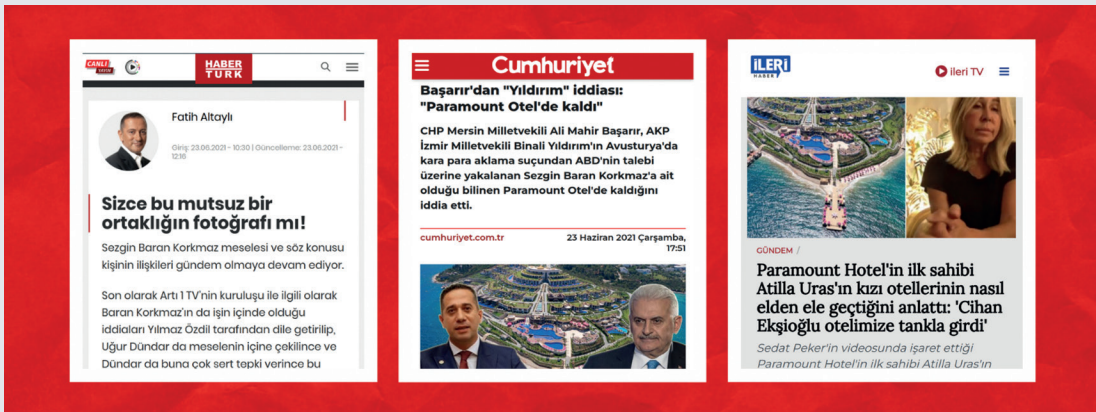 CANLI
YAYIN
HABER
TÜRK
Fatih Altaylı
Giriş: 23.06.2021 - 10:30 | Güncelleme: 23.06.2021 -
12:16
Sizce bu mutsuz bir
ortaklığın fotoğrafı mı!
Sezgin Baran Korkmaz meselesi ve söz konusu
kişinin ilişkileri gündem olmaya devam ediyor.
Son olarak Artı 1 TV'nin kuruluşu ile ilgili olarak
Baran Korkmaz'ın da işin içinde olduğu
iddiaları Yılmaz Özdil tarafından dile getirilip,
Uğur Dündar da meselenin içine çekilince ve
Dündar da buna çok sert tepki verince bu
Cumhuriyet
Başarır'dan "Yıldırım" iddiası:
"Paramount Otel'de kaldı"
CHP Mersin Milletvekili Ali Mahir Başarır, AKP
İzmir Milletvekili Binali Yıldırım'ın Avusturya'da
kara para aklama suçundan ABD'nin talebi
üzerine yakalanan Sezgin Baran Korkmaz'a ait
olduğu bilinen Paramount Otel'de kaldığını
iddia etti.
cumhuriyet.com.tr 23 Haziran 2021 Çarşamba,
17:51
İLERİ
HABER
ileri TV
GÜNDEM /
Paramount Hotel'in ilk sahibi
Atilla Uras'ın kızı otellerinin nasıl
elden ele geçtiğini anlattı: 'Cihan
Ekşioğlu otelimize tankla girdi'
Sedat Peker'in videosunda işaret ettiği
Paramount Hotel'in ilk sahibi Atilla Uras'ın